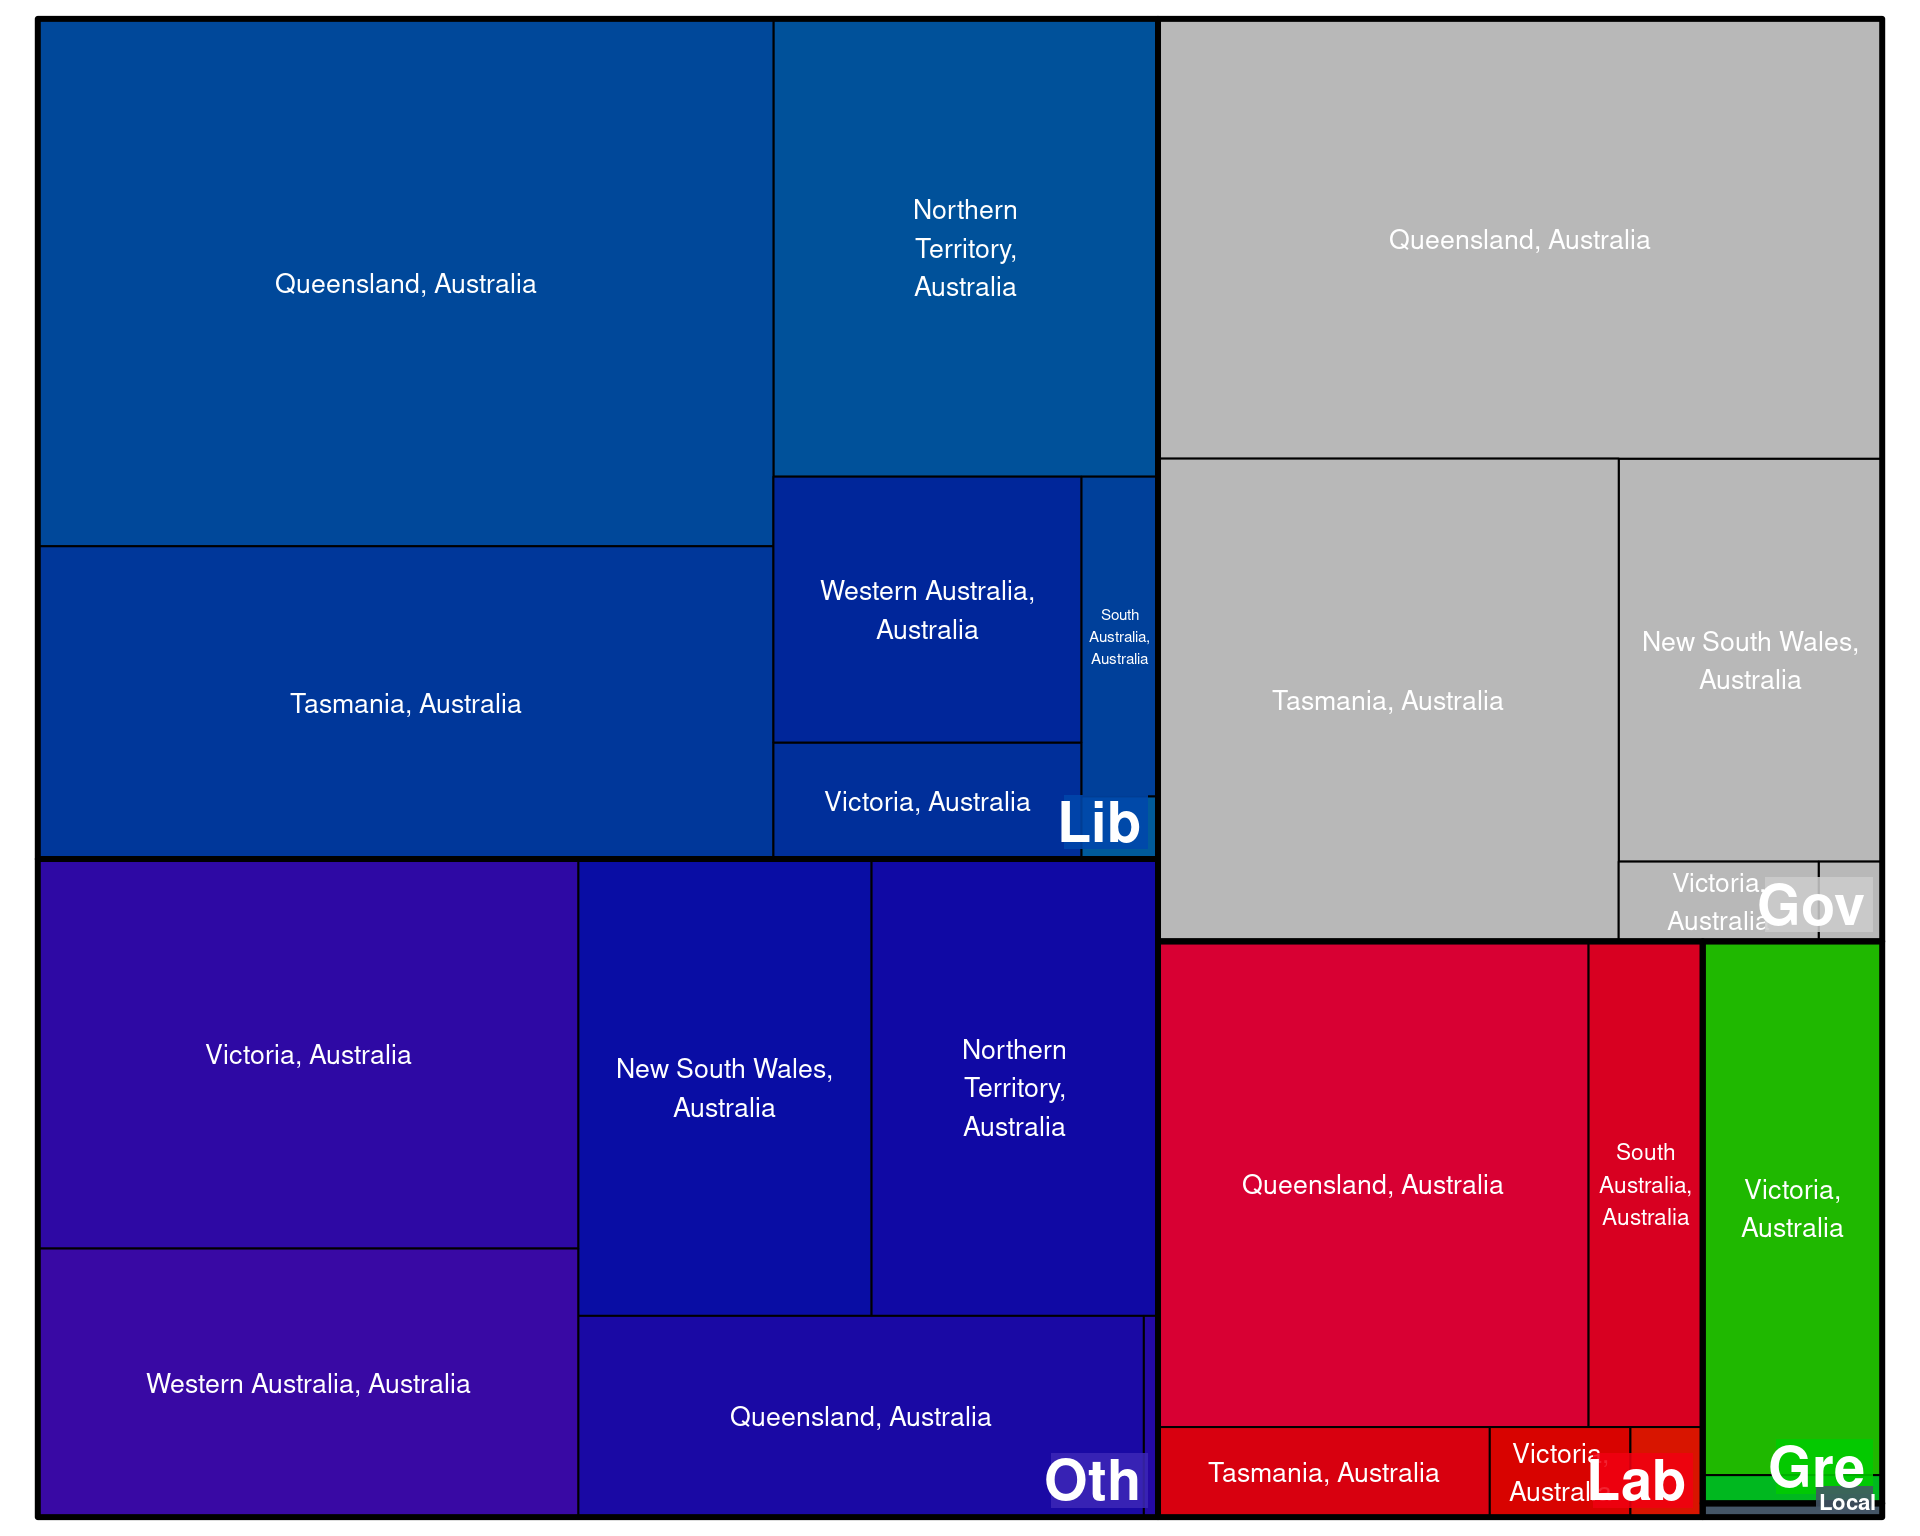 Queensland, Australia
Northern
Territory,
Australia
Tasmania, Australia
Western Australia,
Australia
South
Australia,
Australia
Victoria, Australia
Lib
Queensland, Australia
Tasmania, Australia
New South Wales,
Australia
Victoria,
Australia
Gov
Victoria, Australia
New South Wales,
Australia
Northern
Territory,
Australia
Western Australia, Australia
Queensland, Australia
Oth
Queensland, Australia
South
Australia,
Australia
Tasmania, Australia
Victoria,
Australia
Lab
Victoria,
Australia
Gre
Local